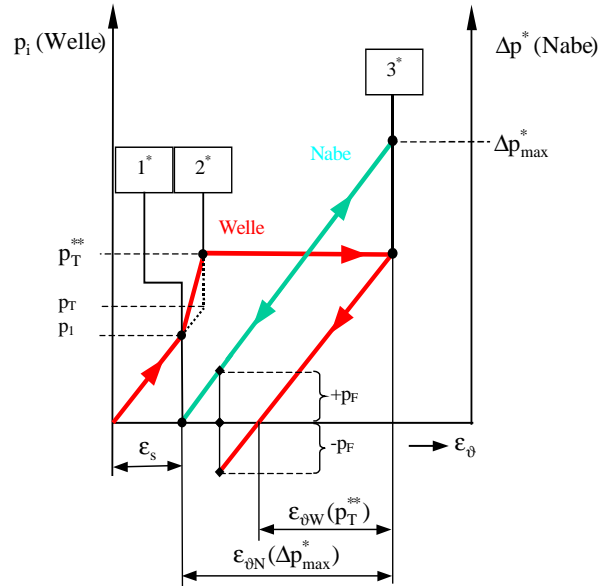 p_i (Welle)
Δp^* (Nabe)
3^*
1^*
2^*
Nabe
Δp^*_max
Welle
p_T^**
p_T
p_1
+p_F
-p_F
ε_s
ε_ϑ
ε_ϑW(p_T^**)
ε_ϑN(Δp^*_max)